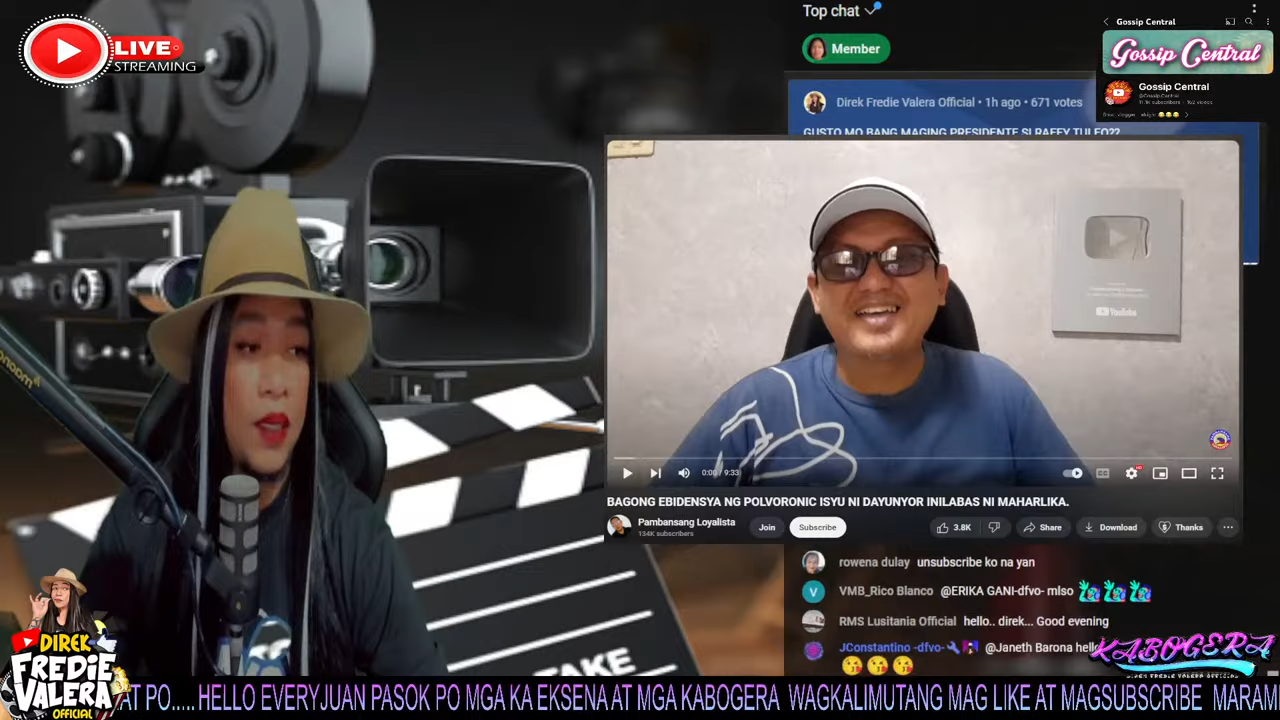 LIVE
STREAMING
Top chat
Member
Direk Fredie Valera Official • 1h ago • 671 votes
GUSTO MO BANG MAGING PRESIDENTE SI RAFFY TULFO??
Gossip Central
Gossip Central
Gossip Central
0:00 / 9:33
YouTube
BAGONG EBIDENSYA NG POLVORONIC ISYU NI DAYUNYOR INILABAS NI MAHARLIKA.
Pambansang Loyalista
134K subscribers
Join
Subscribe
3.8K
Share
Download
Thanks
rowena dulay unsubscribe ko na yan
VMB_Rico Blanco @ERIKA GANI-dfvo- mlso
RMS Lusitania Official hello.. direk... Good evening
JConstantino -dfvo- @Janeth Barona hello
KABOGERA
maono
TAKE
DIREK
FREDIE
VALERA
OFFICIAL
AT PO..... HELLO EVERYJUAN PASOK PO MGA KA EKSENA AT MGA KABOGERA WAGKALIMUTANG MAG LIKE AT MAGSUBSCRIBE MARAM